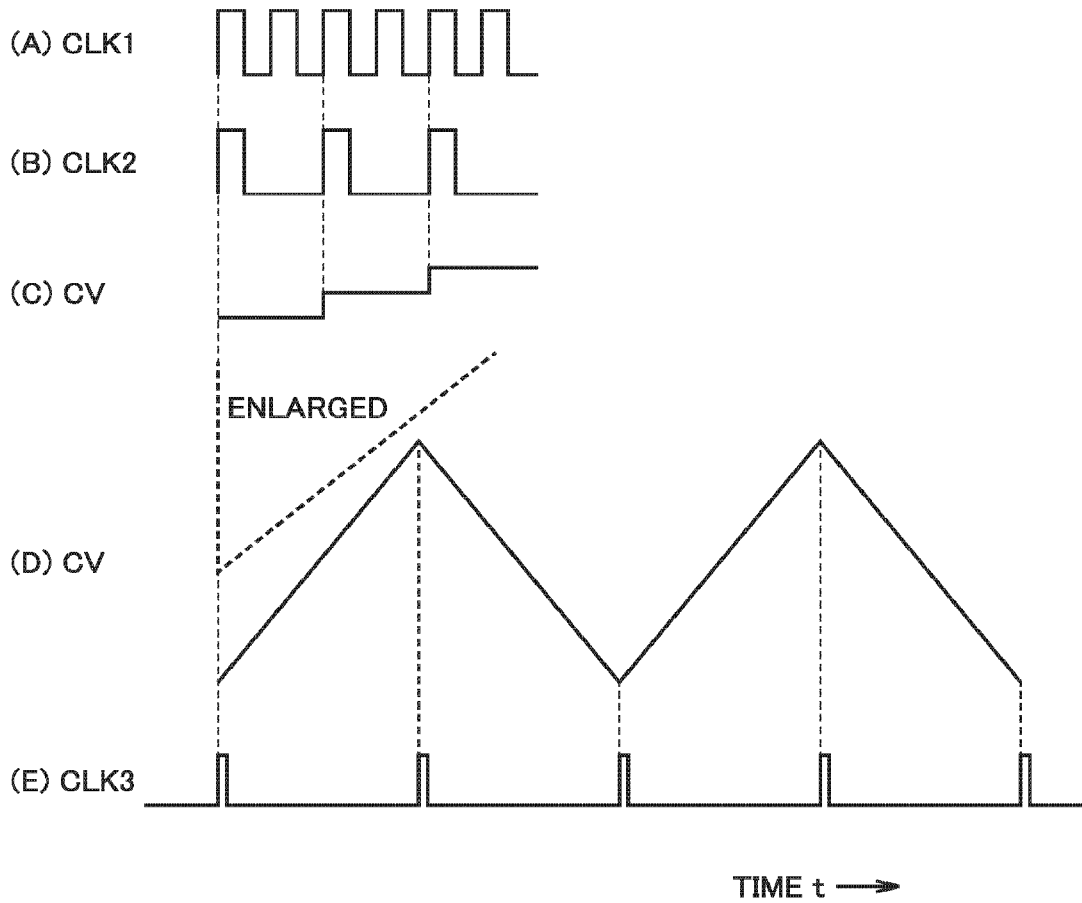 (A) CLK1
(B) CLK2
(C) CV
ENLARGED
(D) CV
(E) CLK3
TIME t